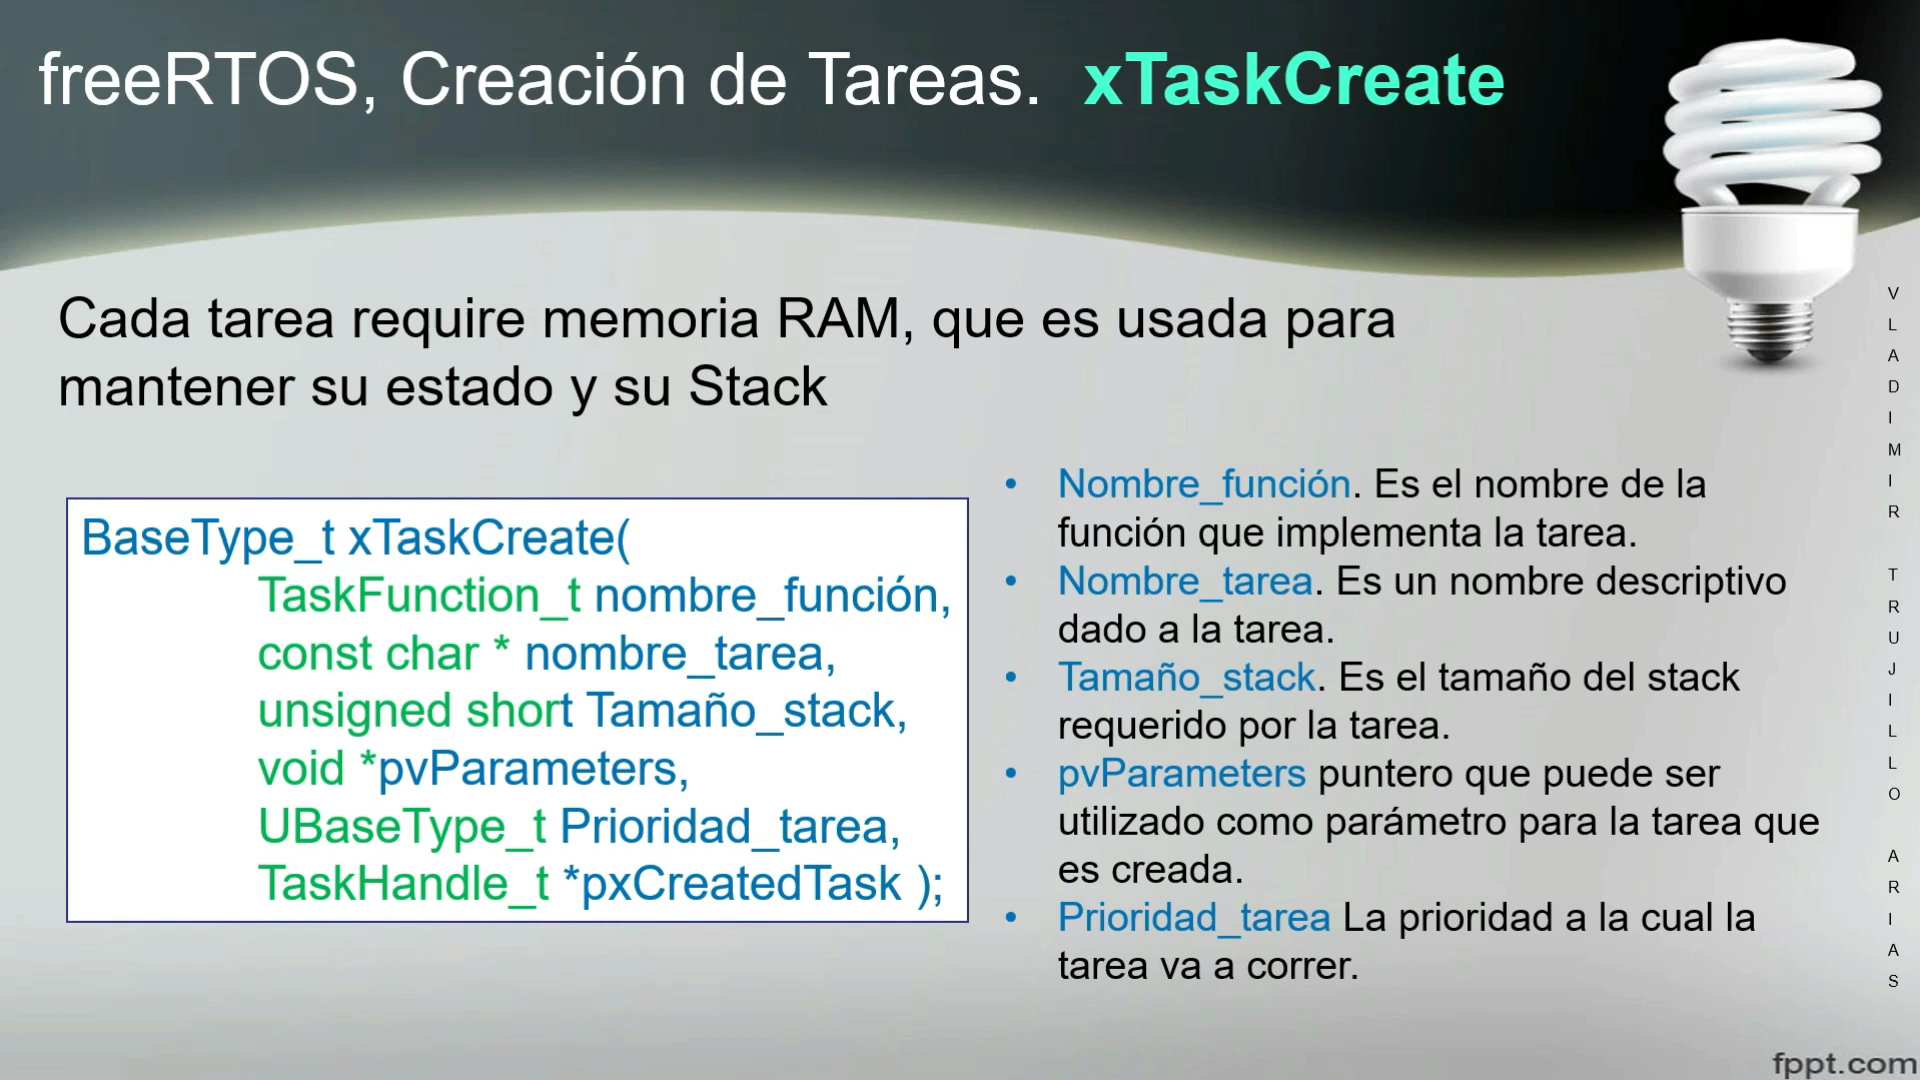 freeRTOS, Creación de Tareas. xTaskCreate
Cada tarea require memoria RAM, que es usada para
mantener su estado y su Stack
BaseType_t xTaskCreate(
TaskFunction_t nombre_función,
const char * nombre_tarea,
unsigned short Tamaño_stack,
void *pvParameters,
UBaseType_t Prioridad_tarea,
TaskHandle_t *pxCreatedTask );
• Nombre_función. Es el nombre de la
función que implementa la tarea.
• Nombre_tarea. Es un nombre descriptivo
dado a la tarea.
• Tamaño_stack. Es el tamaño del stack
requerido por la tarea.
• pvParameters puntero que puede ser
utilizado como parámetro para la tarea que
es creada.
• Prioridad_tarea La prioridad a la cual la
tarea va a correr.
VLADIMIR TRUJILLO ARIAS
fppt.com